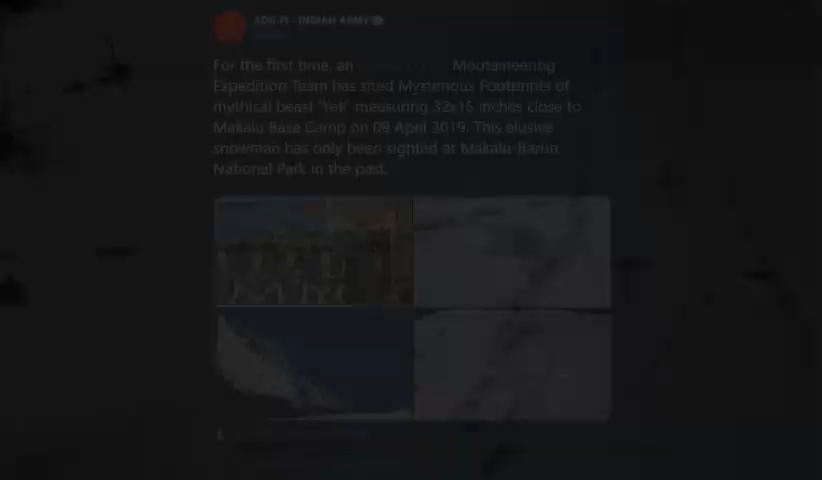 ADG PI - INDIAN ARMY
For the first time, an Moutaineering
Expedition Team has sited Mysterious Footprints of
mythical beast 'Yeti' measuring 32x15 inches close to
Makalu Base Camp on 09 April 2019. This elusive
snowman has only been sighted at Makalu-Barun
National Park in the past.